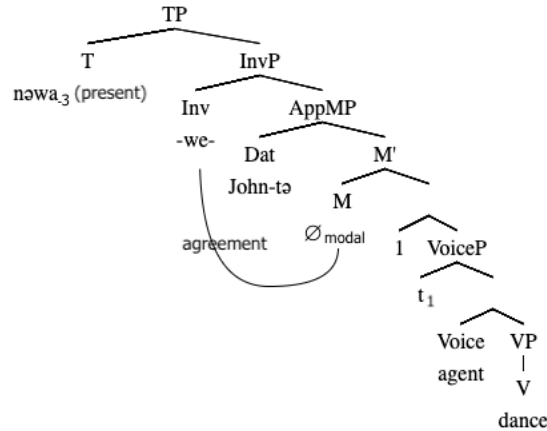 TP
T InvP
nəwa-3 (present)
Inv AppMP
-we-
Dat M'
John-tə
M
agreement ∅modal
1 VoiceP
t1
Voice VP
agent
V
dance